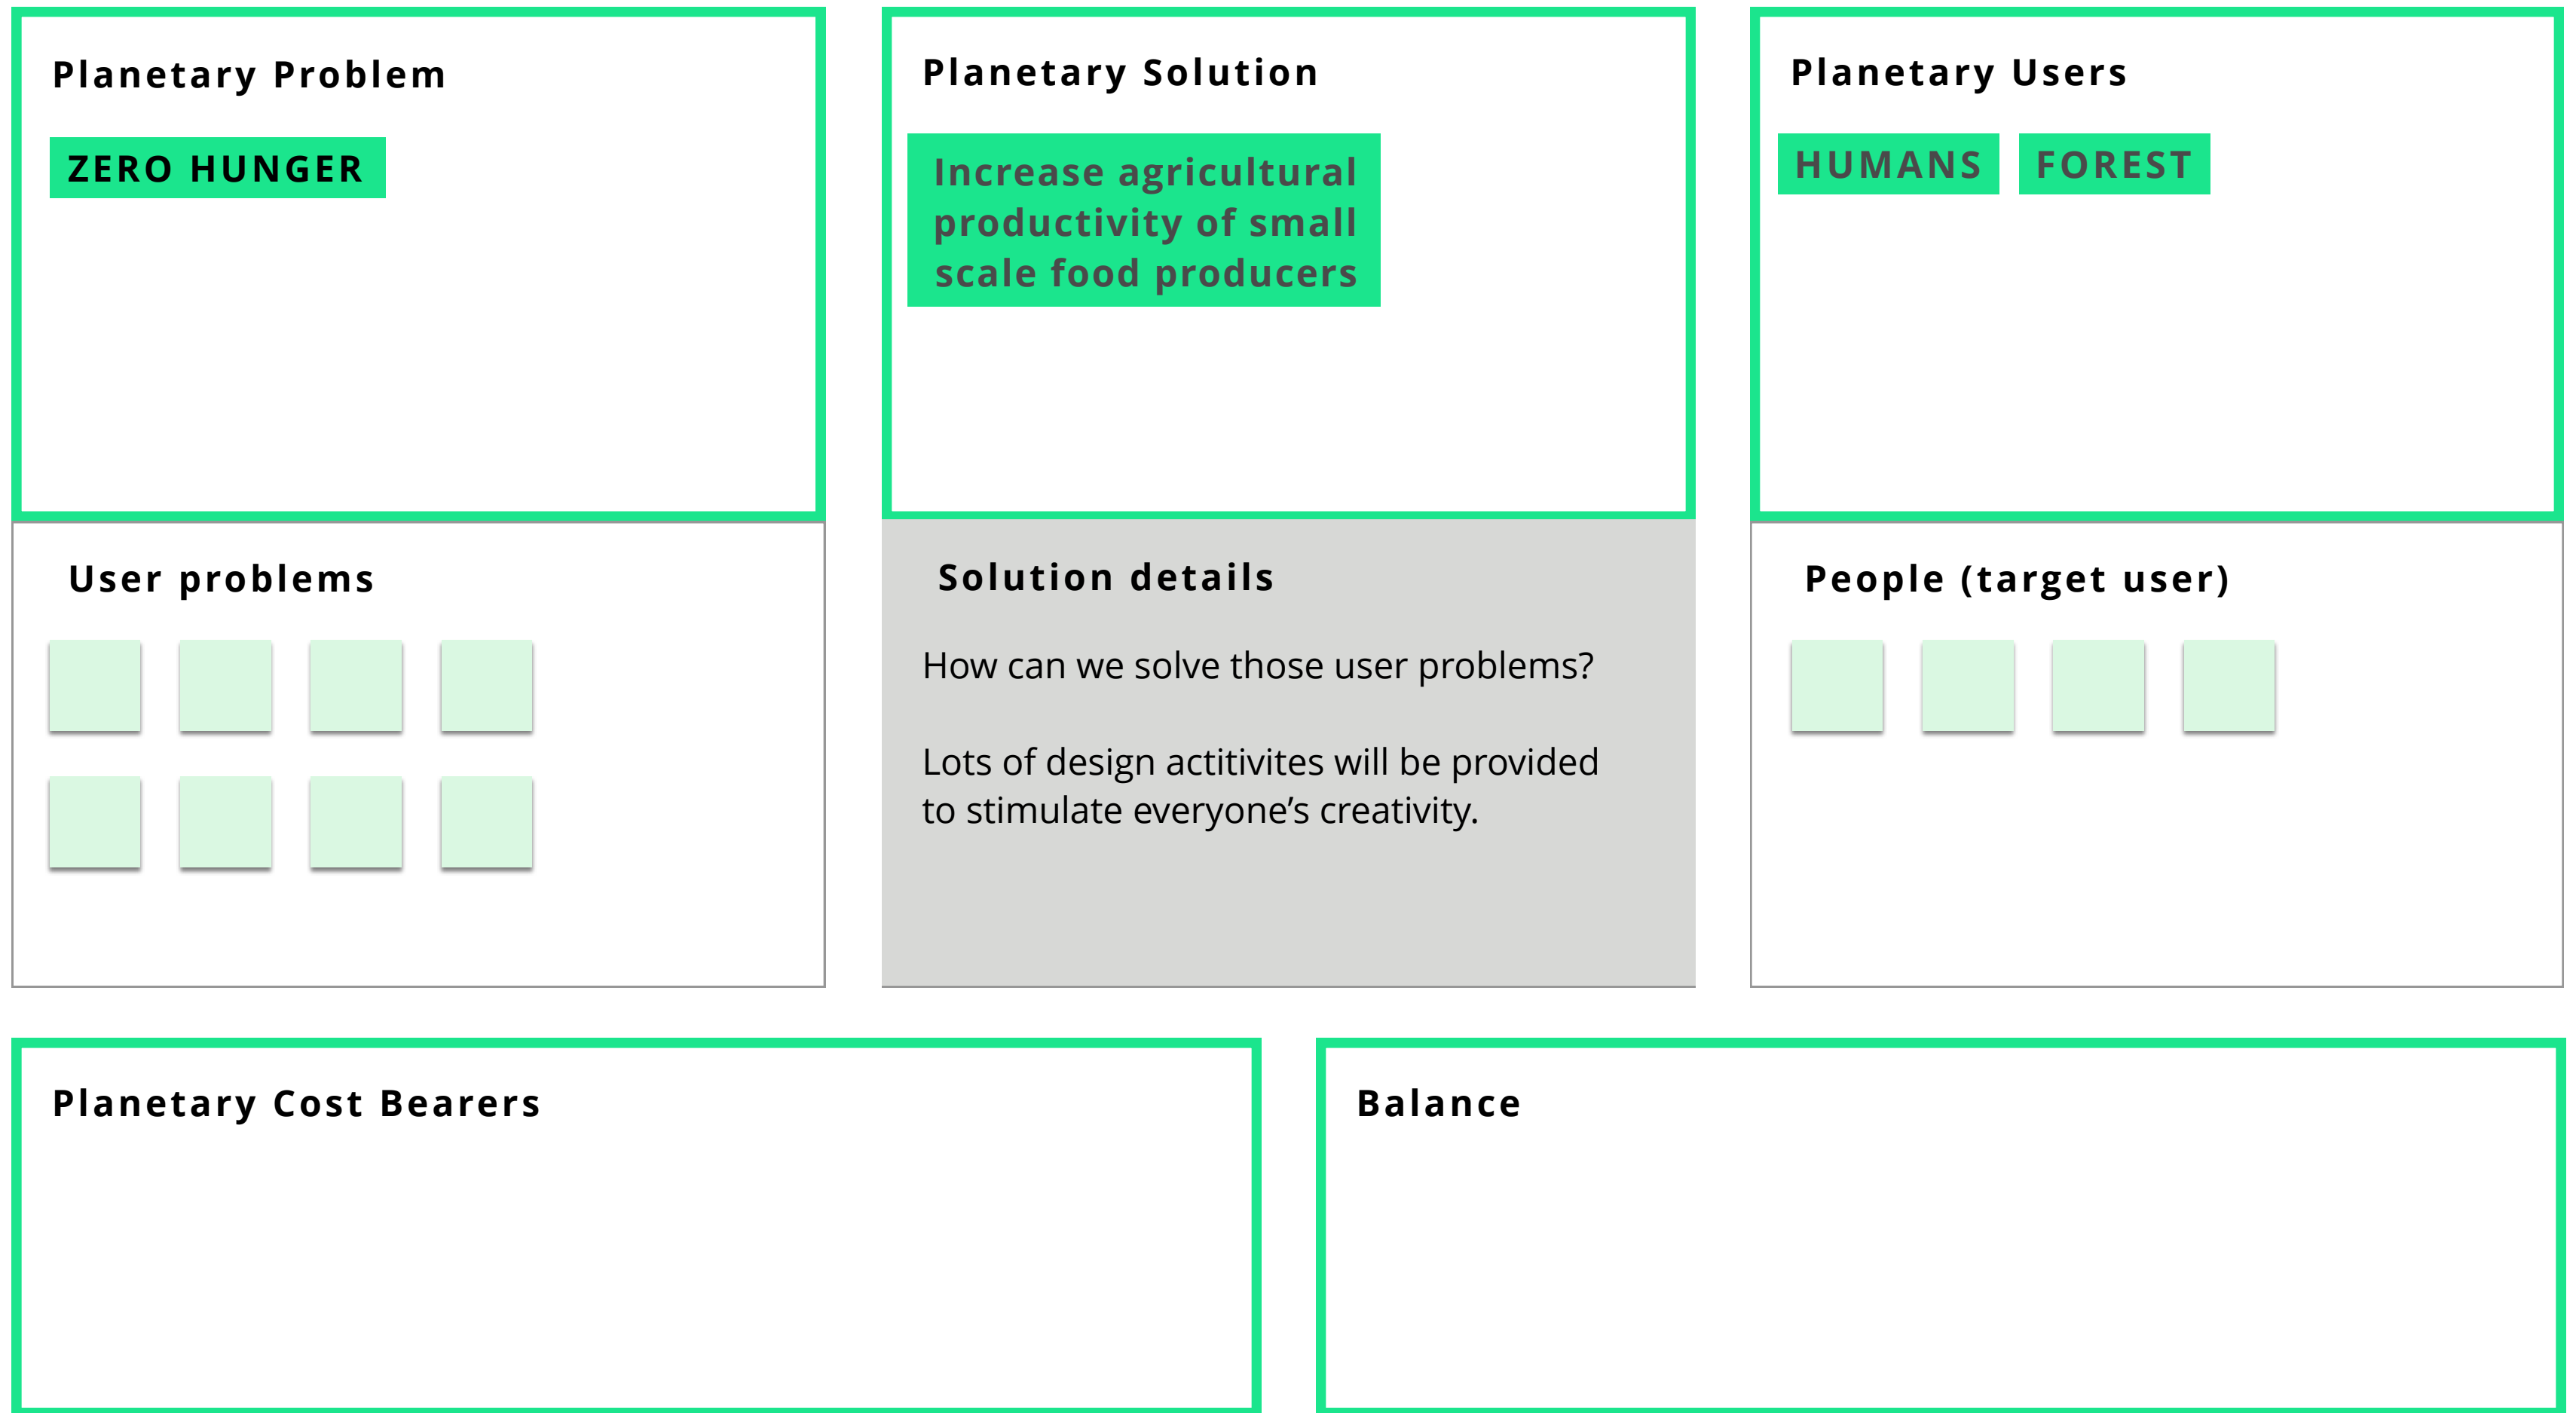 Planetary Problem
ZERO HUNGER
Planetary Solution
Increase agricultural
productivity of small
scale food producers
Planetary Users
HUMANS FOREST
User problems
Solution details
How can we solve those user problems?
Lots of design actitivites will be provided
to stimulate everyone’s creativity.
People (target user)
Planetary Cost Bearers
Balance